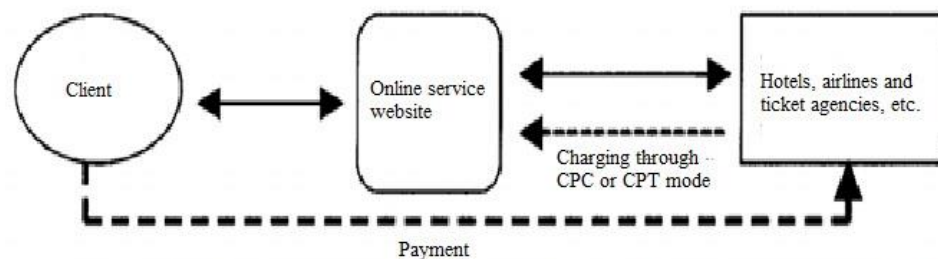 Client
Online service
website
Hotels, airlines and
ticket agencies, etc.
Charging through
CPC or CPT mode
Payment